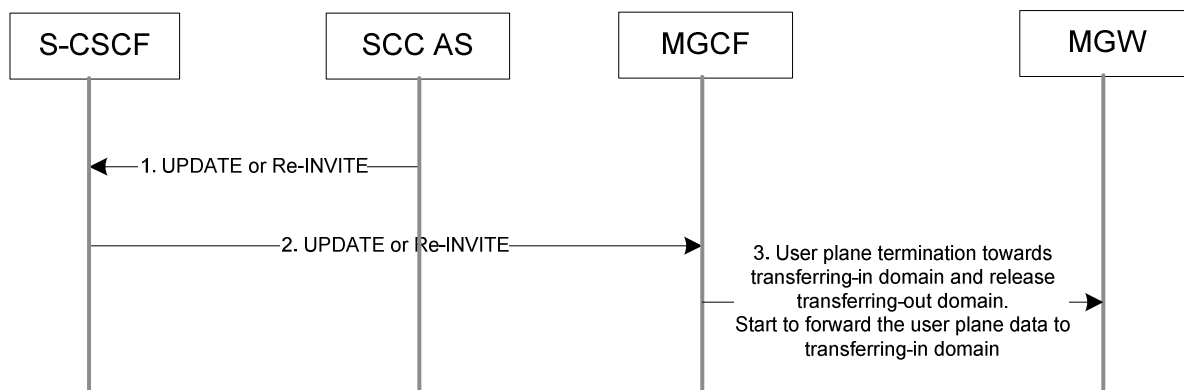 S-CSCF
SCC AS
MGCF
MGW
1. UPDATE or Re-INVITE
2. UPDATE or Re-INVITE
3. User plane termination towards
transferring-in domain and release
transferring-out domain.
Start to forward the user plane data to
transferring-in domain